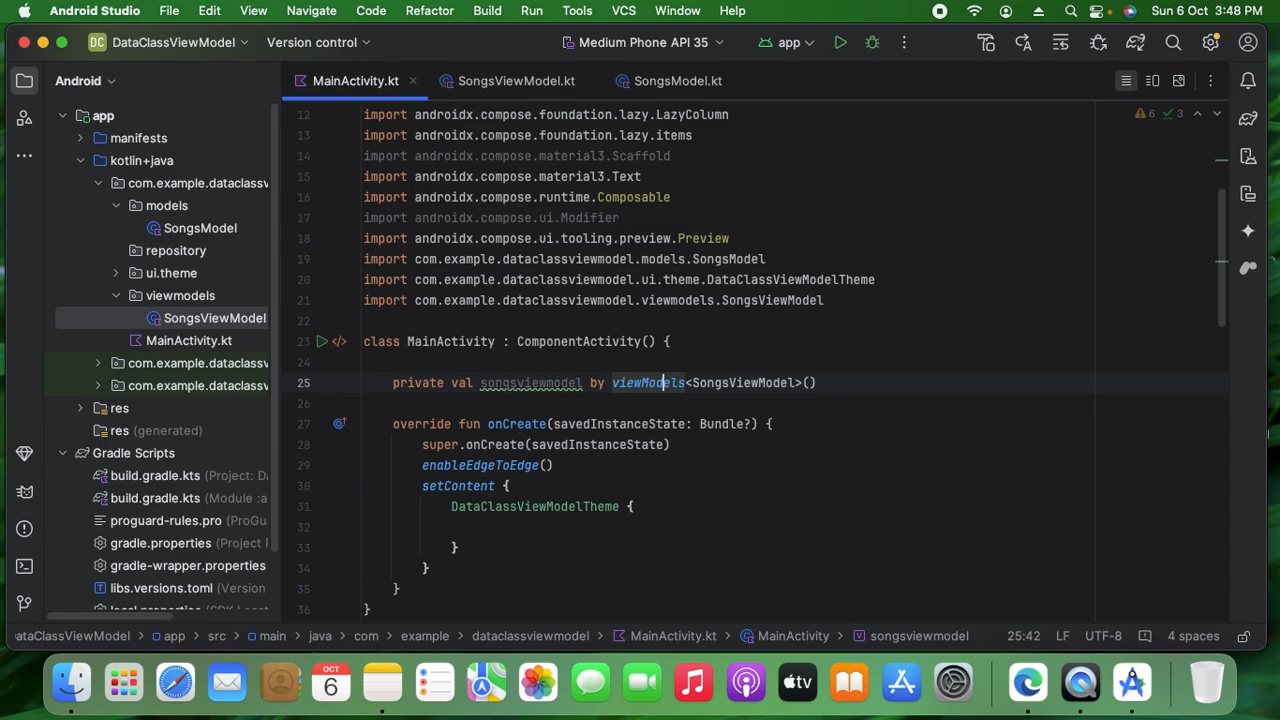 Android Studio File Edit View Navigate Code Refactor Build Run Tools VCS Window Help Sun 6 Oct 3:48 PM
DC DataClassViewModel Version control Medium Phone API 35 app
Android MainActivity.kt SongsViewModel.kt SongsModel.kt
app
manifests
kotlin+java
com.example.dataclassv
models
SongsModel
repository
ui.theme
viewmodels
SongsViewModel
MainActivity.kt
com.example.dataclassv
com.example.dataclassv
res
res (generated)
Gradle Scripts
build.gradle.kts (Project: D
build.gradle.kts (Module :a
proguard-rules.pro (ProGu
gradle.properties (Project F
gradle-wrapper.properties
libs.versions.toml (Version
local.properties (SDK Locat
6 3
12 import androidx.compose.foundation.lazy.LazyColumn
13 import androidx.compose.foundation.lazy.items
14 import androidx.compose.material3.Scaffold
15 import androidx.compose.material3.Text
16 import androidx.compose.runtime.Composable
17 import androidx.compose.ui.Modifier
18 import androidx.compose.ui.tooling.preview.Preview
19 import com.example.dataclassviewmodel.models.SongsModel
20 import com.example.dataclassviewmodel.ui.theme.DataClassViewModelTheme
21 import com.example.dataclassviewmodel.viewmodels.SongsViewModel
22
23 class MainActivity : ComponentActivity() {
24
25 private val songsviewmodel by viewModels<SongsViewModel>()
26
27 override fun onCreate(savedInstanceState: Bundle?) {
28 super.onCreate(savedInstanceState)
29 enableEdgeToEdge()
30 setContent {
31 DataClassViewModelTheme {
32
33 }
34 }
35 }
36 }
ataClassViewModel app src main java com example dataclassviewmodel MainActivity.kt MainActivity songsviewmodel 25:42 LF UTF-8 4 spaces
OCT
6
tv